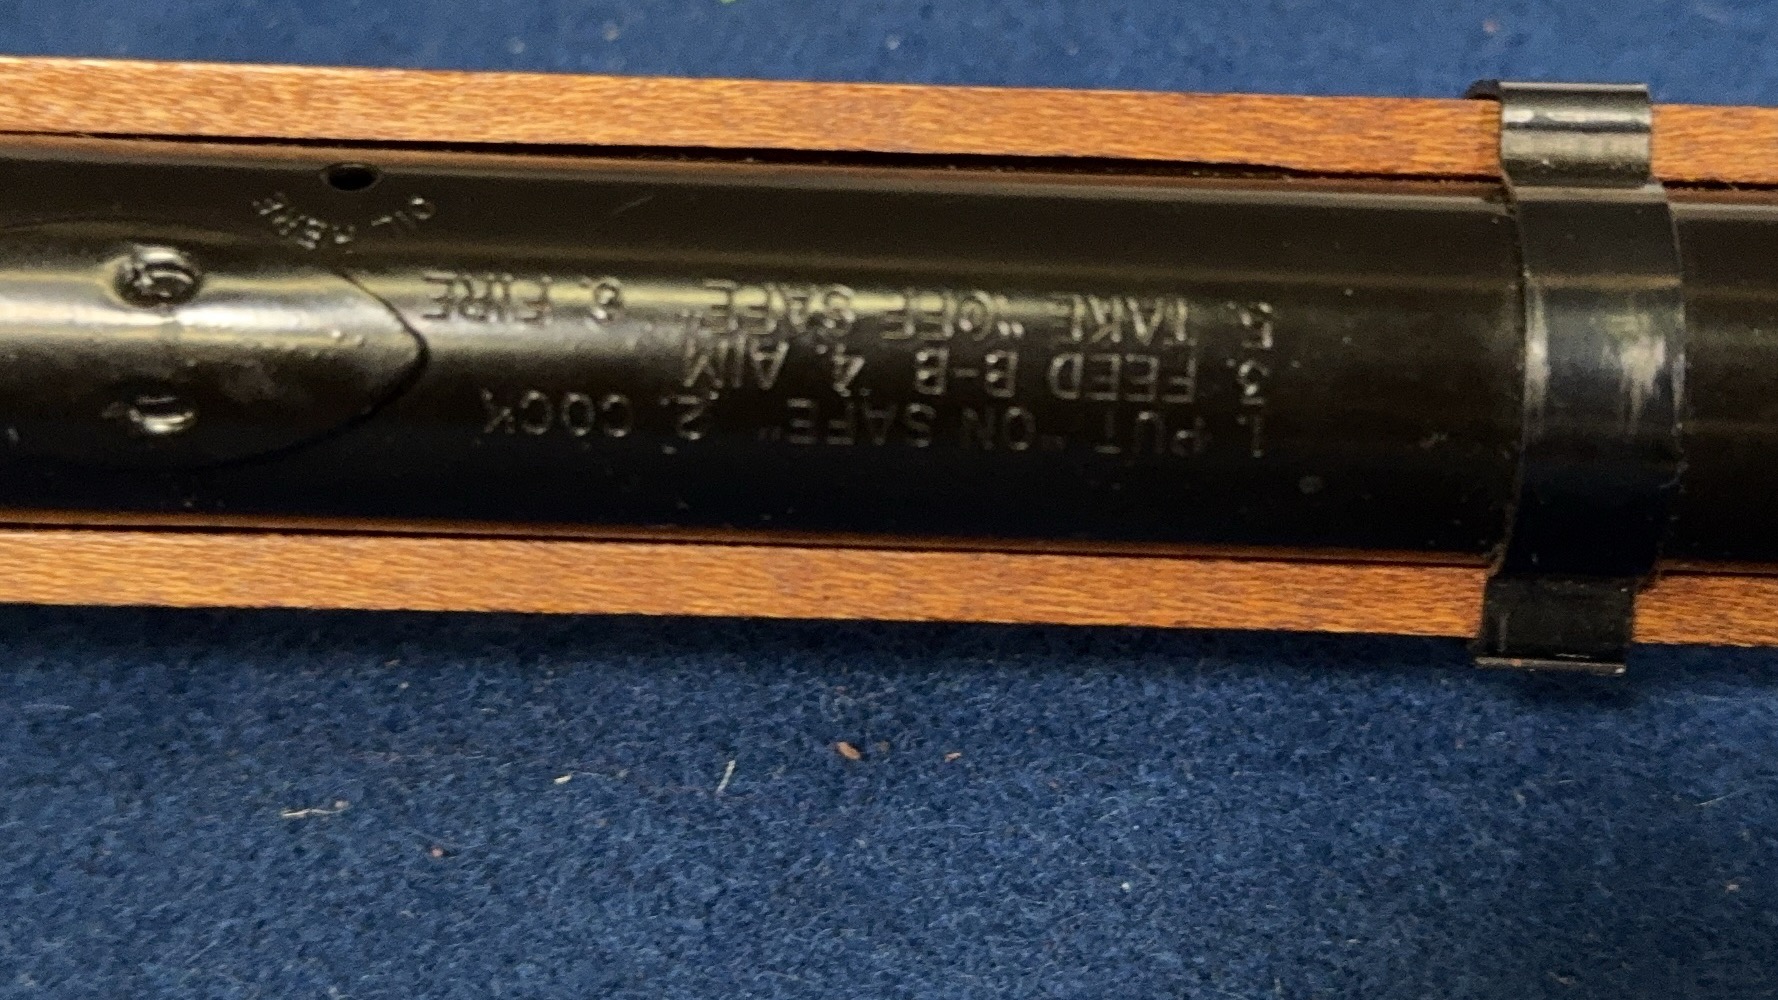 1. PUT "ON SAFE" 2. COCK
3. FEED B-B 4. AIM
5. TAKE "OFF SAFE" 6. FIRE
OIL HERE